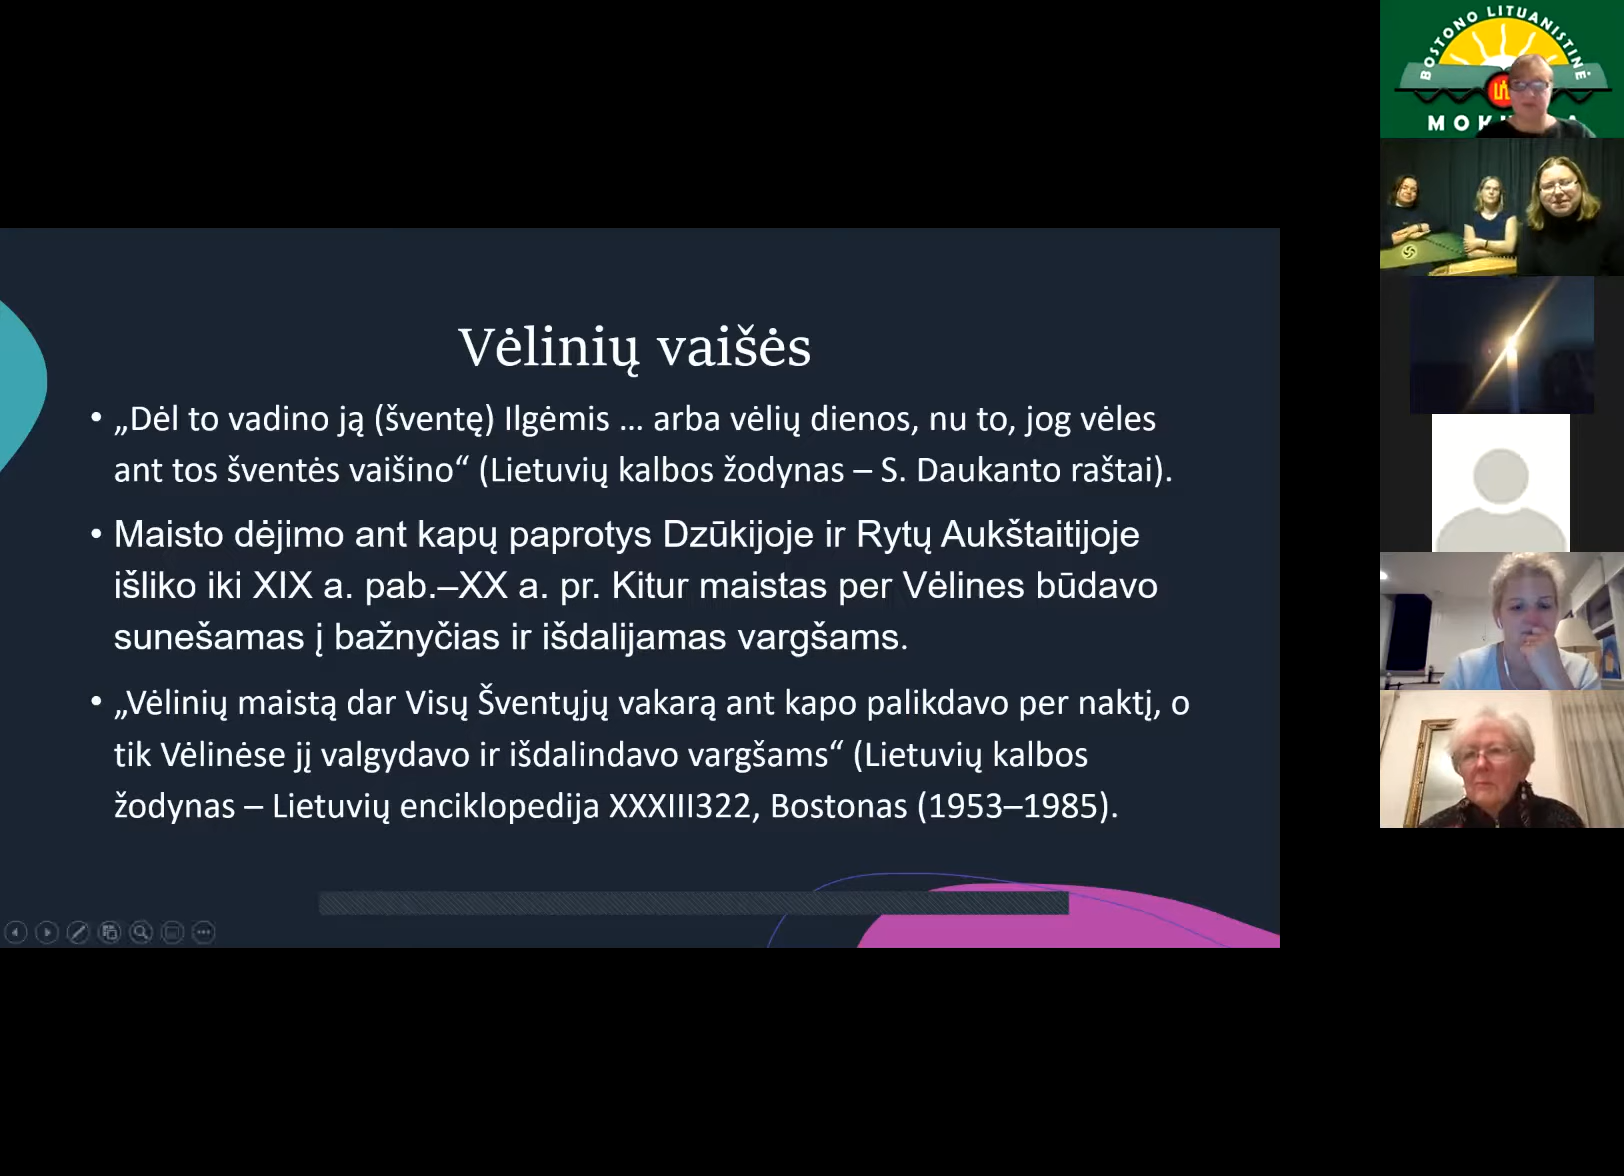 Vėlinių vaišės
• „Dėl to vadino ją (šventę) Ilgėmis … arba vėlių dienos, nu to, jog vėles
ant tos šventės vaišino“ (Lietuvių kalbos žodynas – S. Daukanto raštai).
• Maisto dėjimo ant kapų paprotys Dzūkijoje ir Rytų Aukštaitijoje
išliko iki XIX a. pab.–XX a. pr. Kitur maistas per Vėlines būdavo
sunešamas į bažnyčias ir išdalijamas vargšams.
• „Vėlinių maistą dar Visų Šventųjų vakarą ant kapo palikdavo per naktį, o
tik Vėlinėse jį valgydavo ir išdalindavo vargšams“ (Lietuvių kalbos
žodynas – Lietuvių enciklopedija XXXIII322, Bostonas (1953–1985).
BOSTONO LITUANISTINĖ